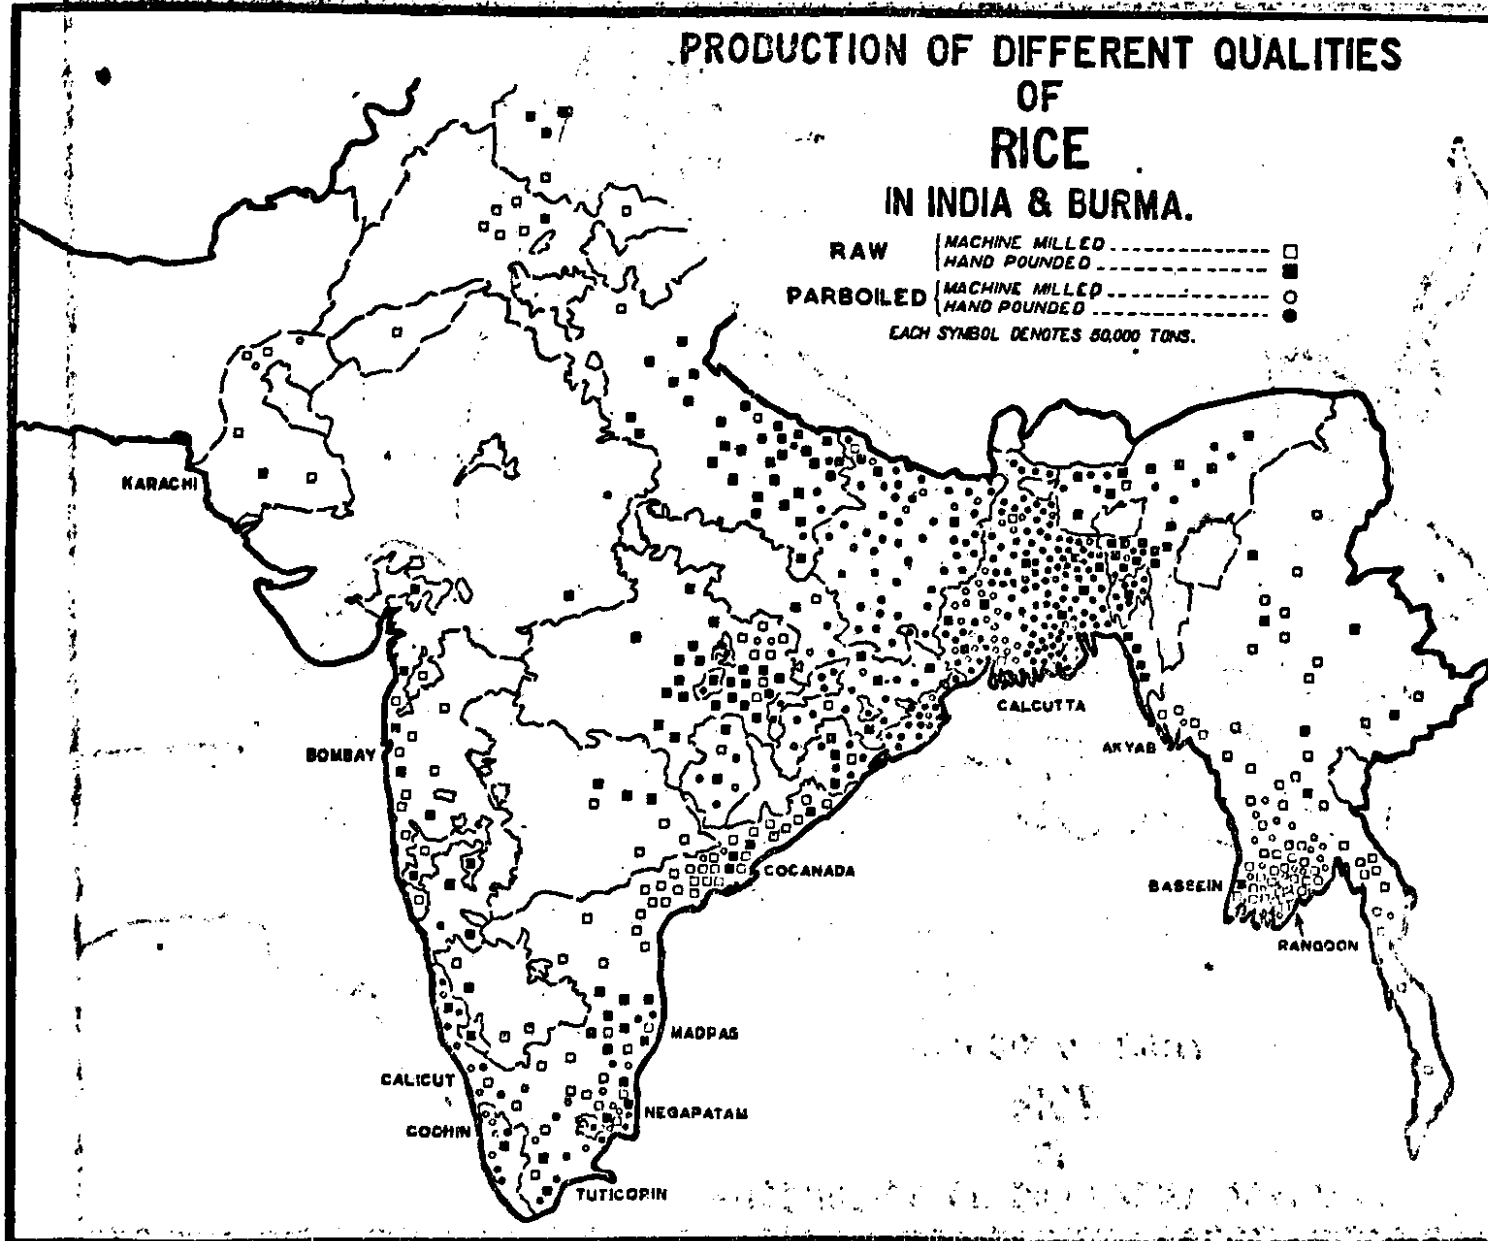 PRODUCTION OF DIFFERENT QUALITIES
OF
RICE
IN INDIA & BURMA.
RAW
MACHINE MILLED
HAND POUNDED
PARBOILED
MACHINE MILLED
HAND POUNDED
EACH SYMBOL DENOTES 50,000 TONS.
KARACHI
CALCUTTA
BOMBAY
AKYAB
COCANADA
BASSEIN
RANGOON
MADRAS
CALICUT
NEGAPATAM
COCHIN
TUTICORIN